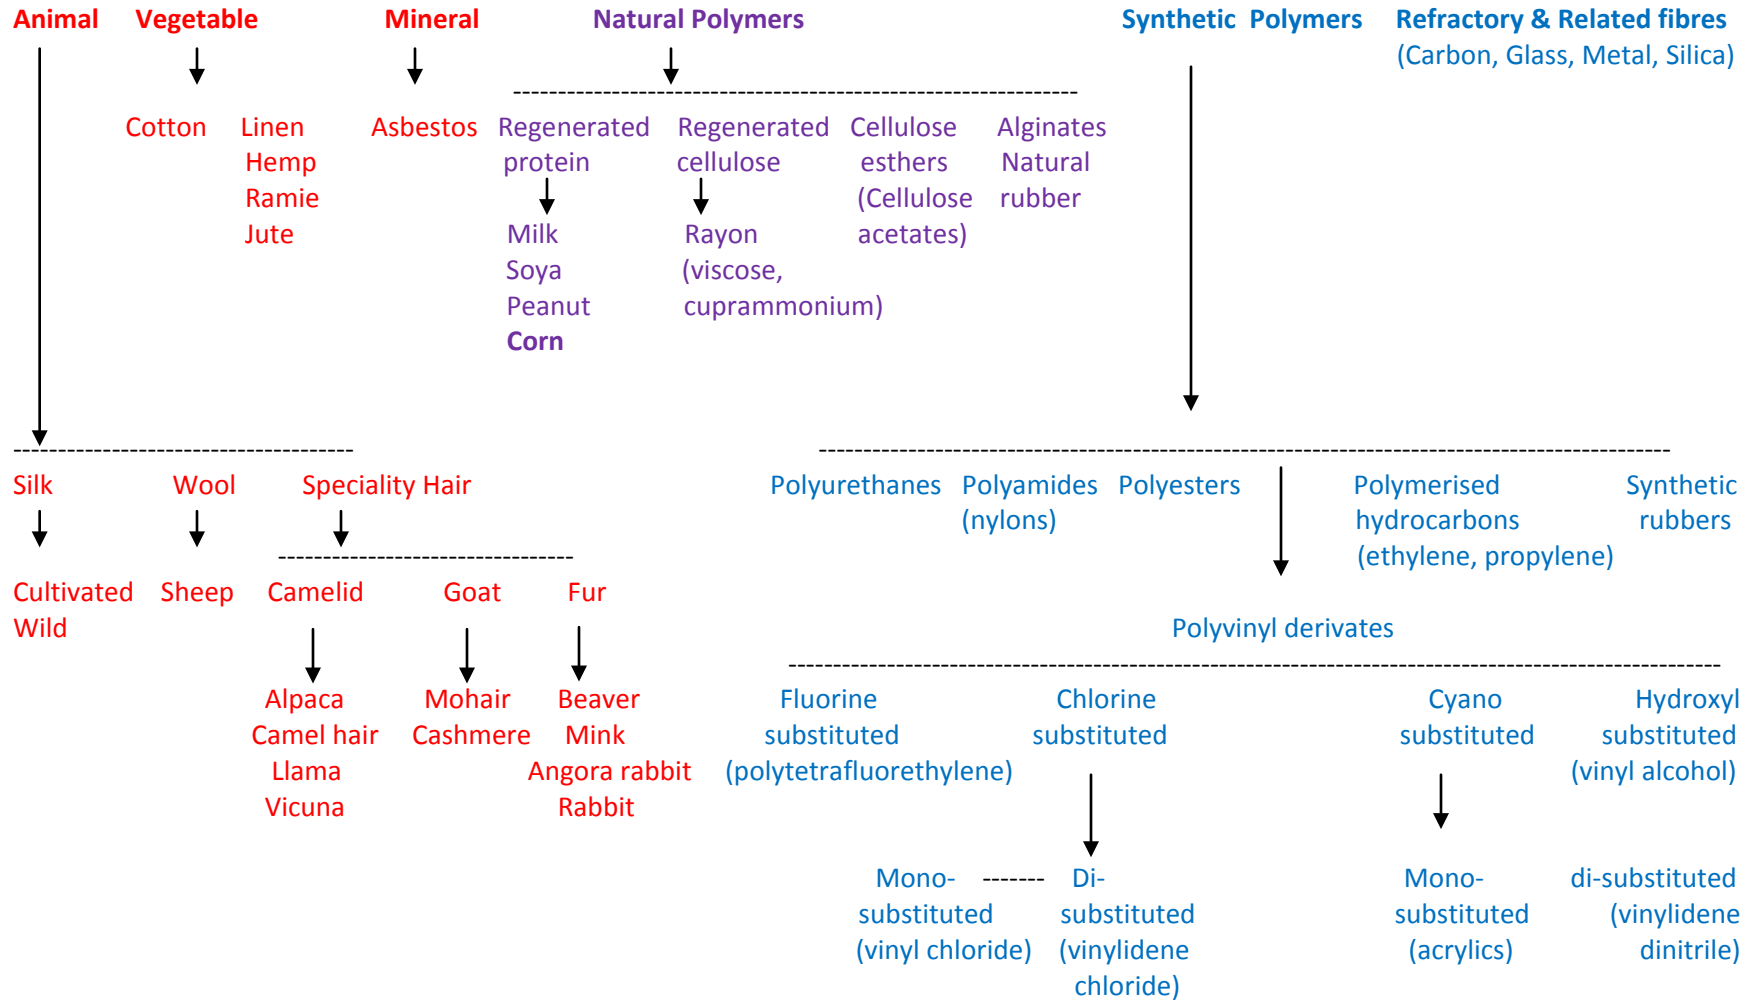 Animal Vegetable Mineral Natural Polymers Synthetic Polymers Refractory & Related fibres
(Carbon, Glass, Metal, Silica)
Cotton Linen Asbestos Regenerated Regenerated Cellulose Alginates
Hemp protein cellulose esthers Natural
Ramie (Cellulose rubber
Jute Milk Rayon acetates)
Soya (viscose,
Peanut cuprammonium)
Corn
Silk Wool Speciality Hair Polyurethanes Polyamides Polyesters Polymerised Synthetic
(nylons) hydrocarbons rubbers
(ethylene, propylene)
Cultivated Sheep Camelid Goat Fur
Wild Polyvinyl derivates
Alpaca Mohair Beaver Fluorine Chlorine Cyano Hydroxyl
Camel hair Cashmere Mink substituted substituted substituted substituted
Llama Angora rabbit (polytetrafluorethylene) (vinyl alcohol)
Vicuna Rabbit
Mono- ------- Di- Mono- di-substituted
substituted substituted substituted (vinylidene
(vinyl chloride) (vinylidene (acrylics) dinitrile)
chloride)